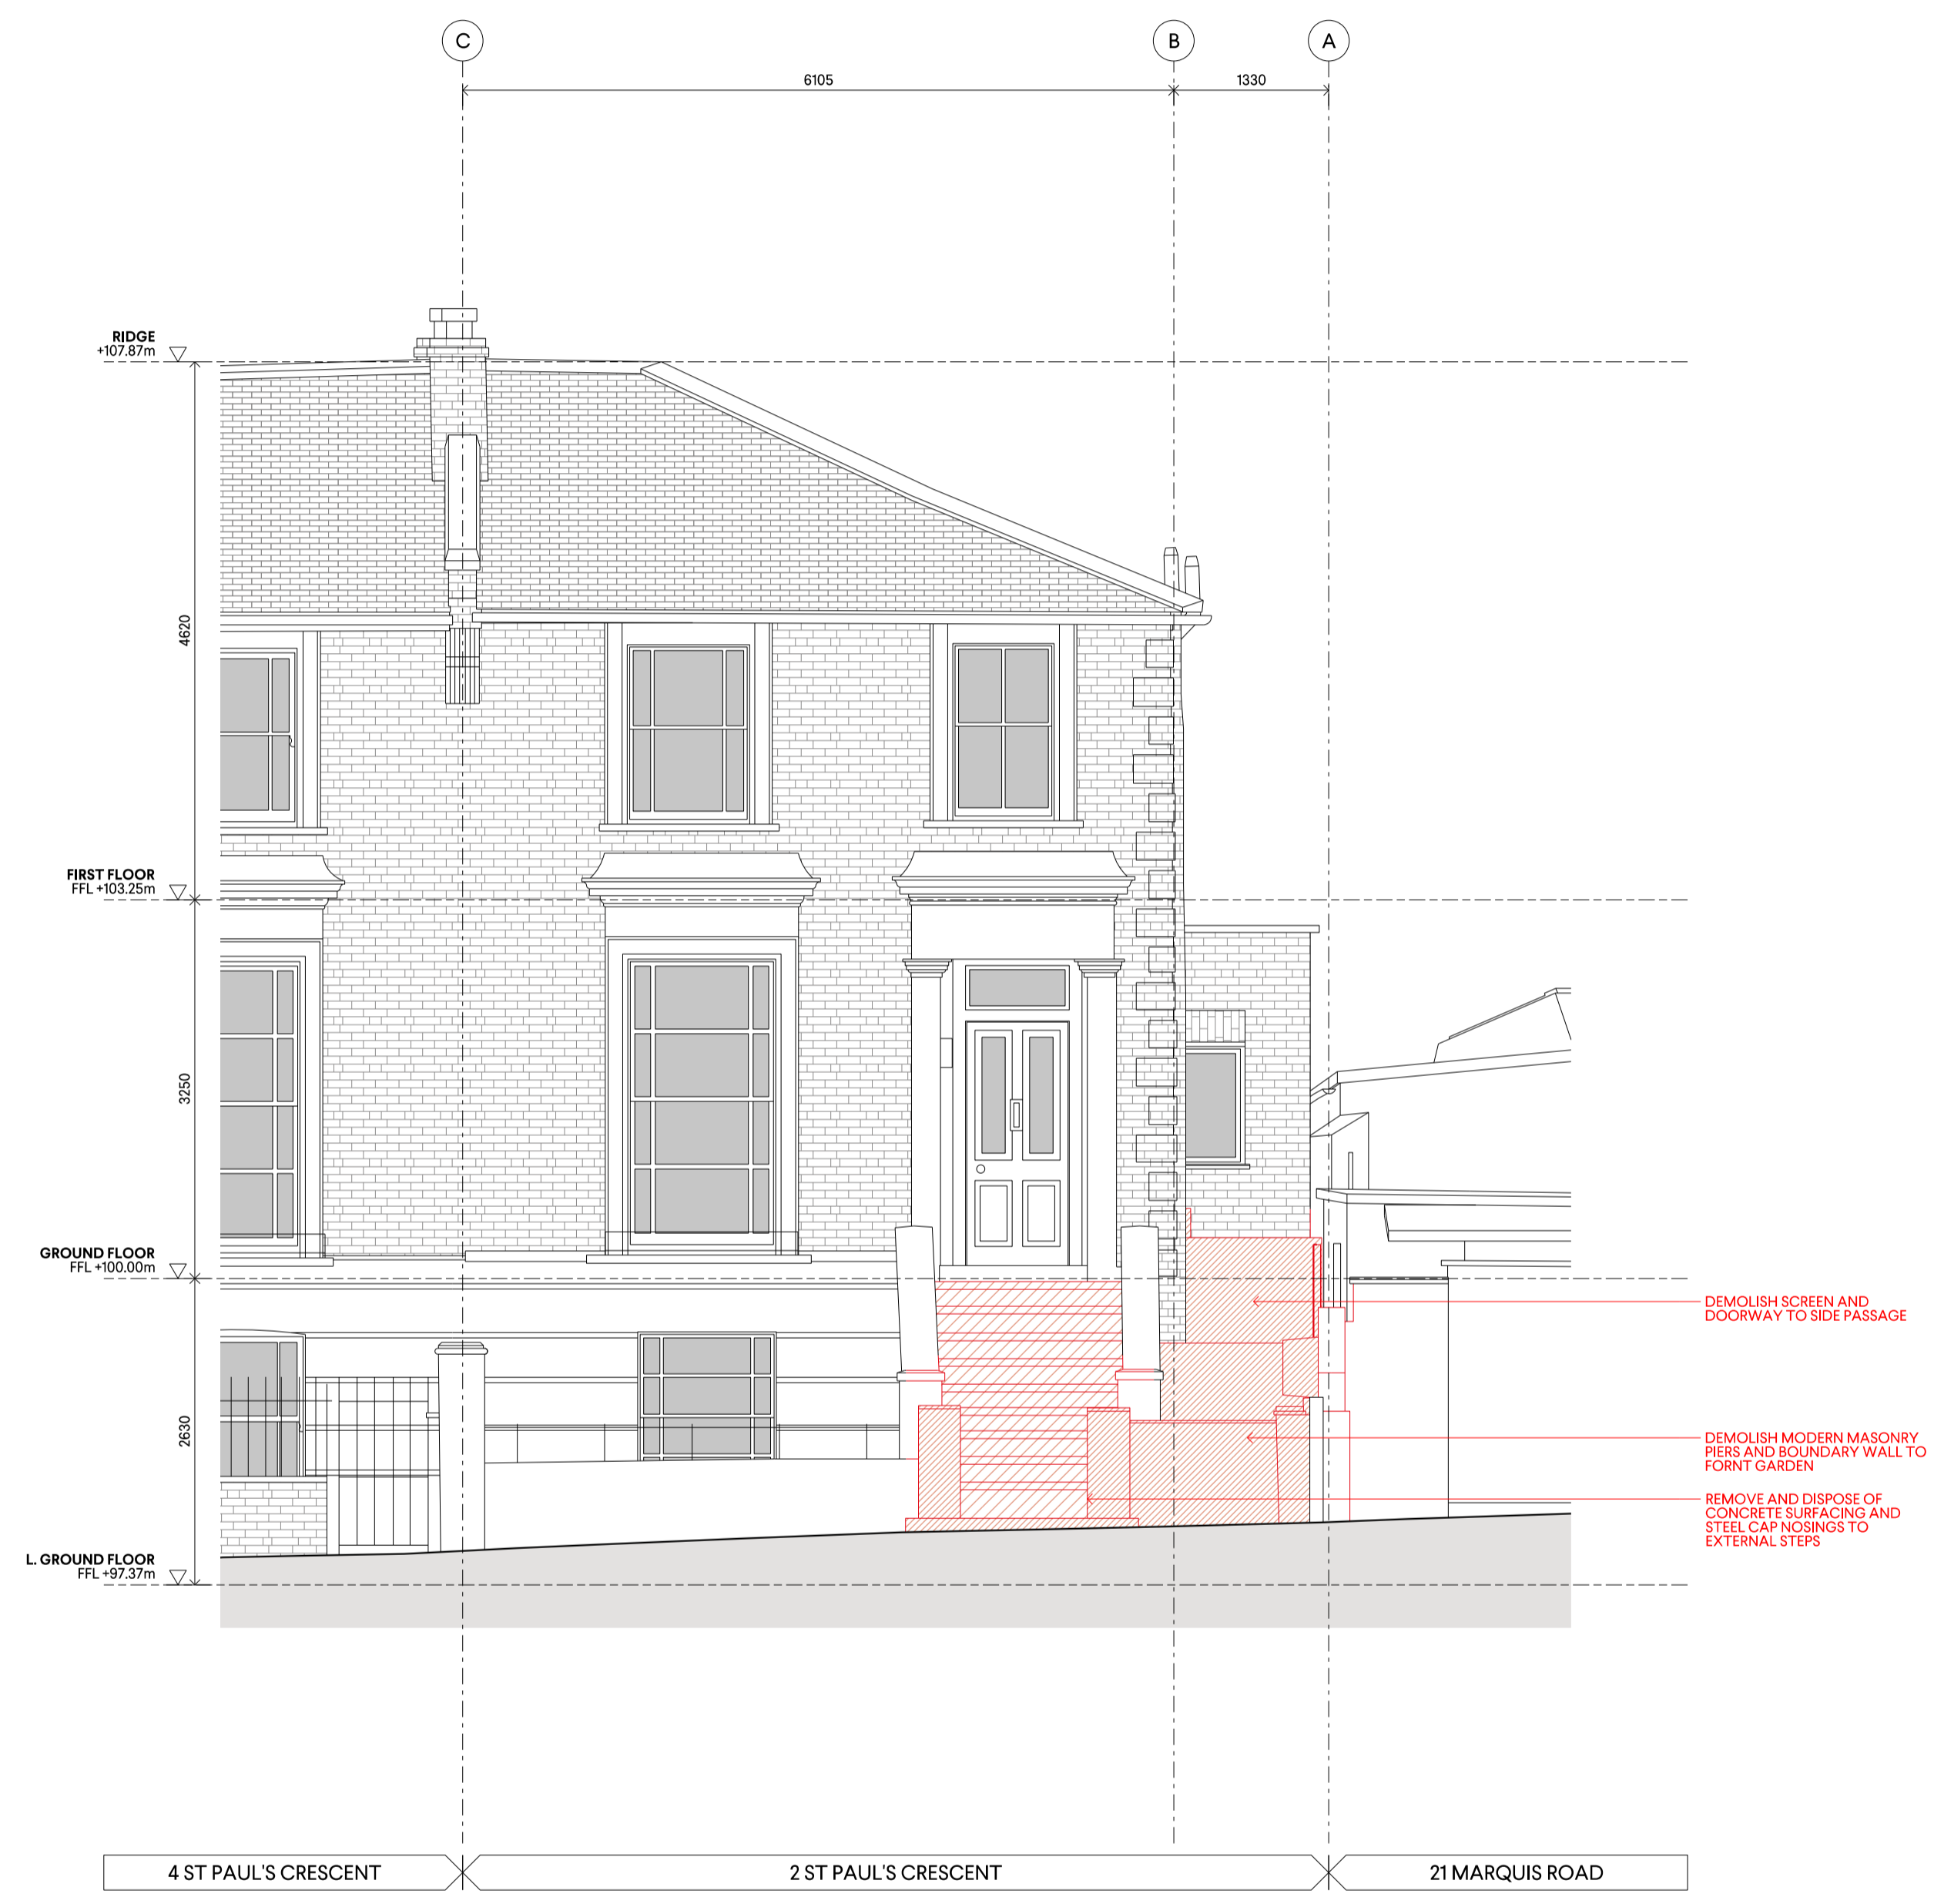 C
B
A
6105
1330
RIDGE
+107.87m
4620
FIRST FLOOR
FFL +103.25m
3250
GROUND FLOOR
FFL +100.00m
DEMOLISH SCREEN AND
DOORWAY TO SIDE PASSAGE
2630
DEMOLISH MODERN MASONRY
PIERS AND BOUNDARY WALL TO
FORNT GARDEN
REMOVE AND DISPOSE OF
CONCRETE SURFACING AND
STEEL CAP NOSINGS TO
EXTERNAL STEPS
L. GROUND FLOOR
FFL +97.37m
4 ST PAUL'S CRESCENT
2 ST PAUL'S CRESCENT
21 MARQUIS ROAD